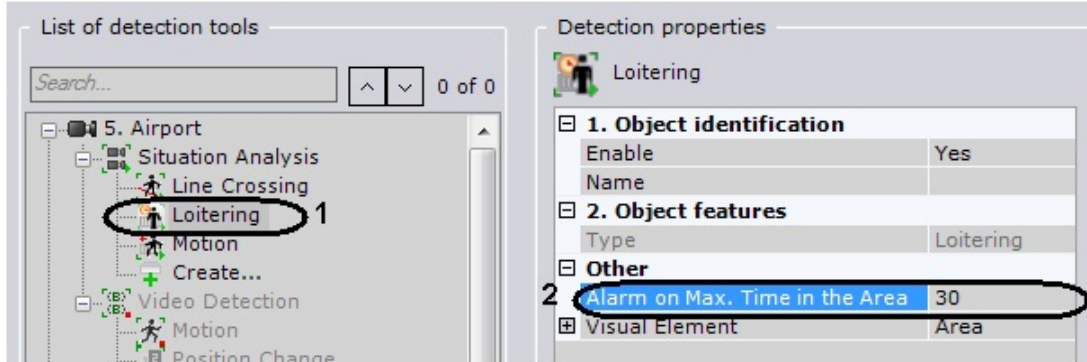 List of detection tools
Search...
0 of 0
5. Airport
Situation Analysis
Line Crossing
Loitering
1
Motion
Create...
Video Detection
Motion
Position Change
Detection properties
Loitering
1. Object identification
Enable Yes
Name
2. Object features
Type Loitering
Other
2 Alarm on Max. Time in the Area 30
Visual Element Area